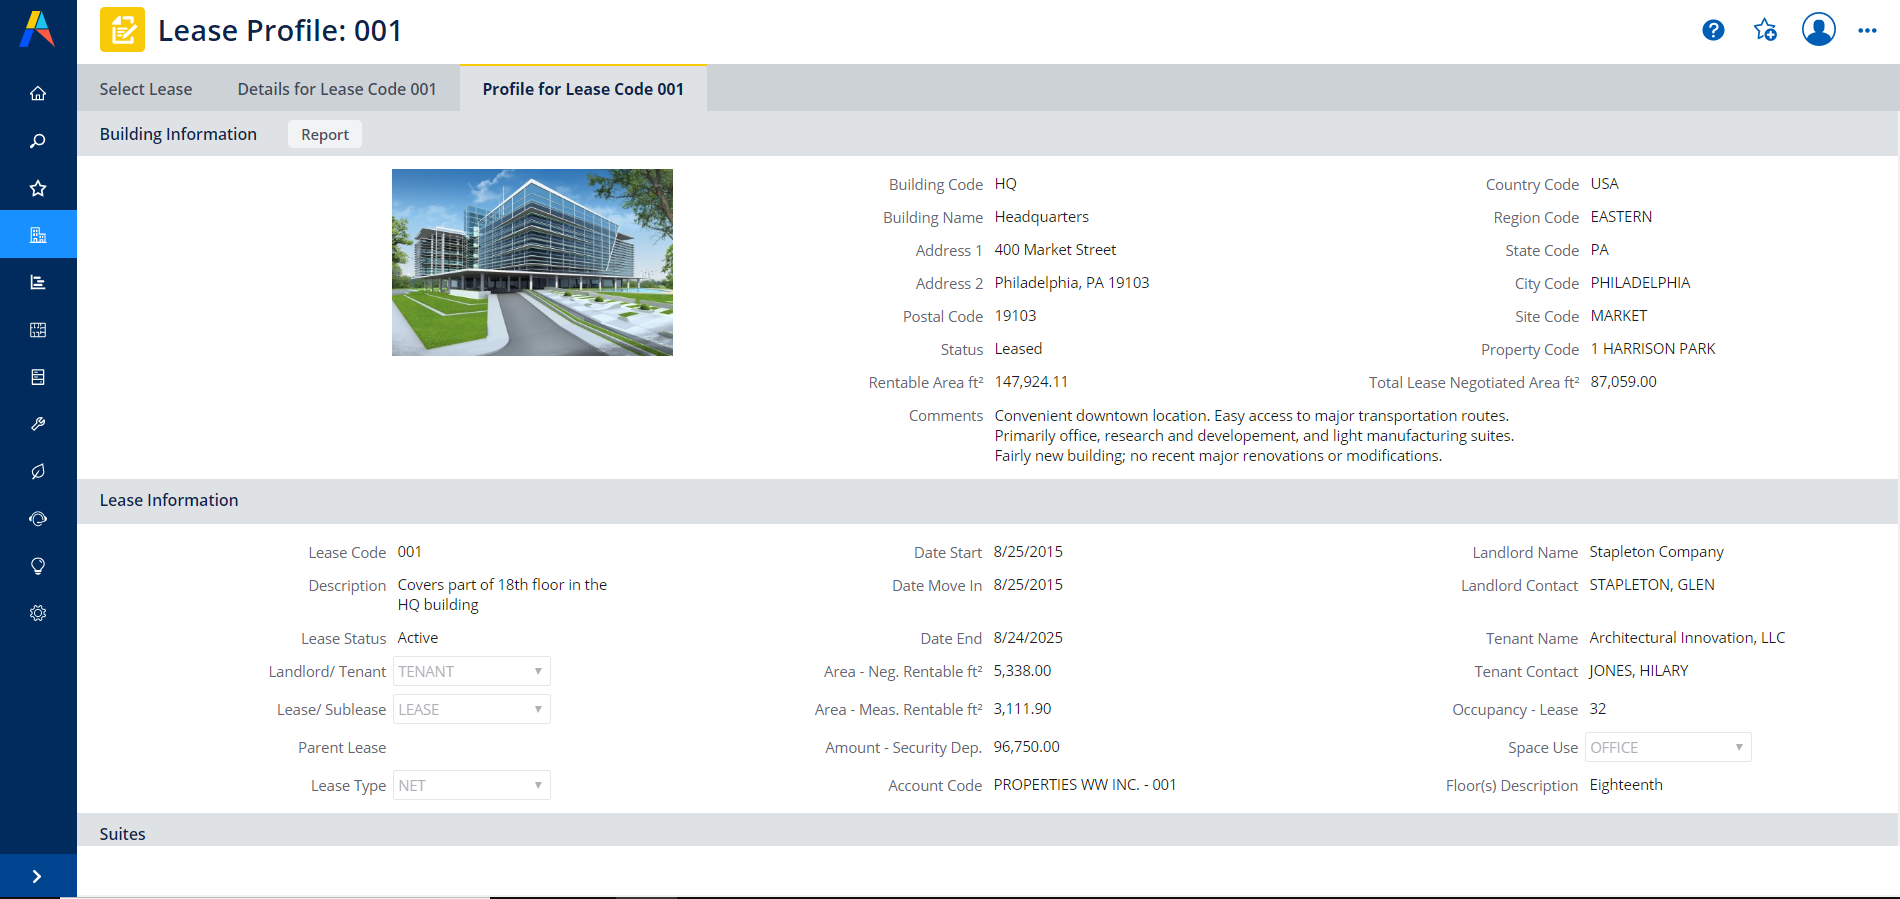 Lease Profile: 001
Select Lease
Details for Lease Code 001
Profile for Lease Code 001
Building Information
Report
Building Code HQ
Country Code USA
Building Name Headquarters
Region Code EASTERN
Address 1 400 Market Street
State Code PA
Address 2 Philadelphia, PA 19103
City Code PHILADELPHIA
Postal Code 19103
Site Code MARKET
Status Leased
Property Code 1 HARRISON PARK
Rentable Area ft² 147,924.11
Total Lease Negotiated Area ft² 87,059.00
Comments Convenient downtown location. Easy access to major transportation routes.
Primarily office, research and developement, and light manufacturing suites.
Fairly new building; no recent major renovations or modifications.
Lease Information
Lease Code 001
Date Start 8/25/2015
Landlord Name Stapleton Company
Description Covers part of 18th floor in the
HQ building
Date Move In 8/25/2015
Landlord Contact STAPLETON, GLEN
Lease Status Active
Date End 8/24/2025
Tenant Name Architectural Innovation, LLC
Landlord/ Tenant TENANT
Area - Neg. Rentable ft² 5,338.00
Tenant Contact JONES, HILARY
Lease/ Sublease LEASE
Area - Meas. Rentable ft² 3,111.90
Occupancy - Lease 32
Parent Lease
Amount - Security Dep. 96,750.00
Space Use OFFICE
Lease Type NET
Account Code PROPERTIES WW INC. - 001
Floor(s) Description Eighteenth
Suites